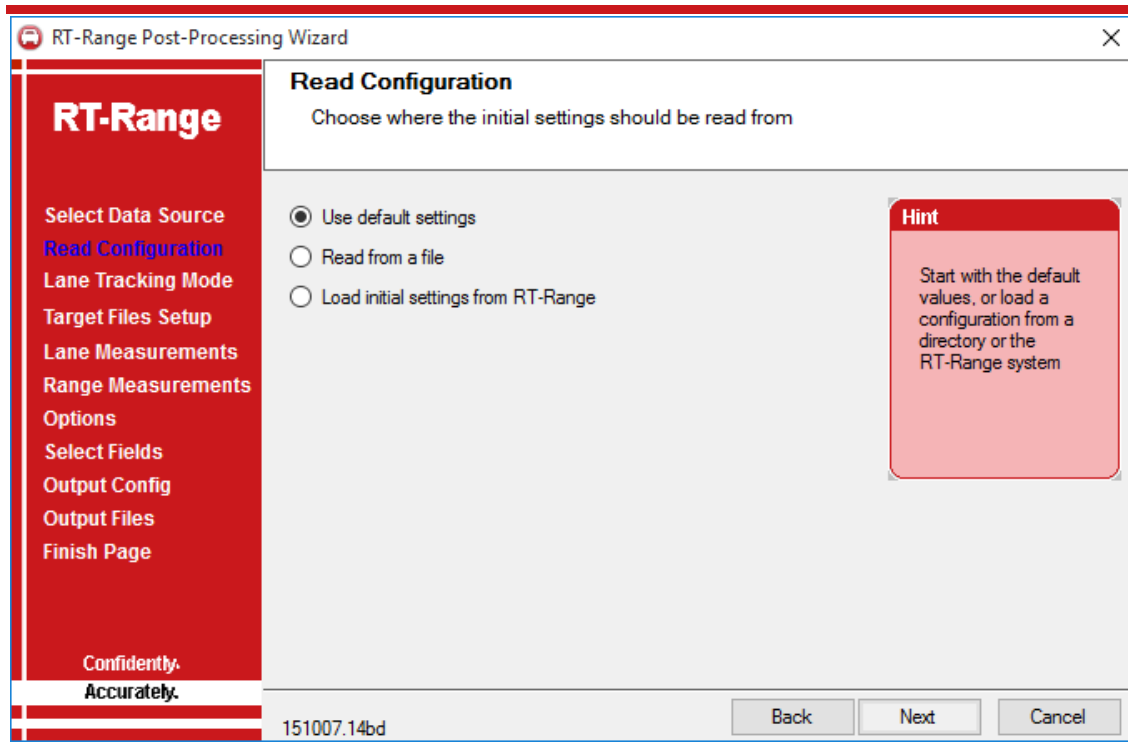 RT-Range Post-Processing Wizard
RT-Range
Select Data Source
Read Configuration
Lane Tracking Mode
Target Files Setup
Lane Measurements
Range Measurements
Options
Select Fields
Output Config
Output Files
Finish Page
Confidently.
Accurately.
Read Configuration
Choose where the initial settings should be read from
Use default settings
Read from a file
Load initial settings from RT-Range
Hint
Start with the default
values, or load a
configuration from a
directory or the
RT-Range system
151007.14bd
Back
Next
Cancel